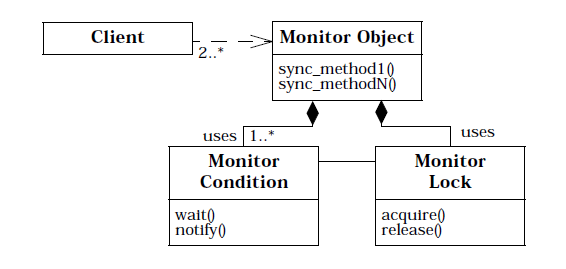 Client
Monitor Object
2..*
sync_method1()
sync_methodN()
uses
1..*
uses
Monitor
Condition
Monitor
Lock
wait()
notify()
acquire()
release()